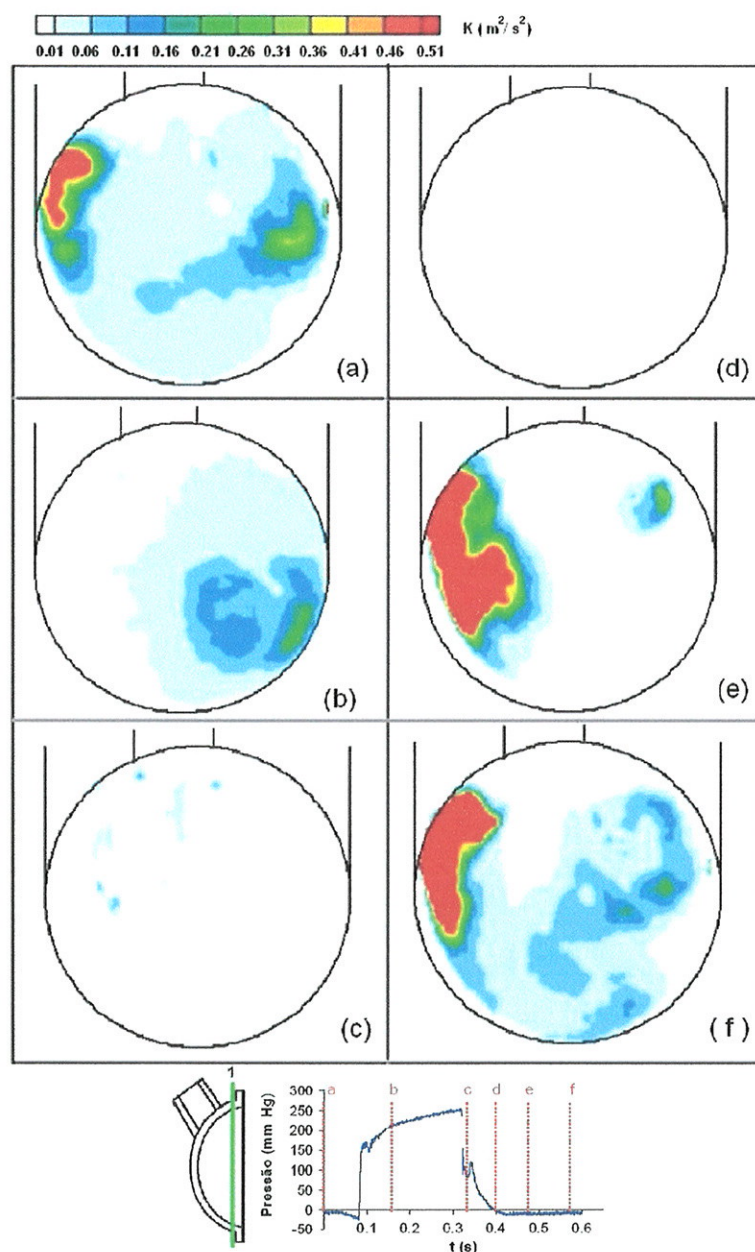 K (m²/s²)
0.01 0.06 0.11 0.16 0.21 0.26 0.31 0.36 0.41 0.46 0.51
(a)
(d)
(b)
(e)
(c)
(f)
1
a b c d e f
Pressão (mm Hg)
300
250
200
150
100
50
0
-50
0.1 0.2 0.3 0.4 0.5 0.6
t (s)